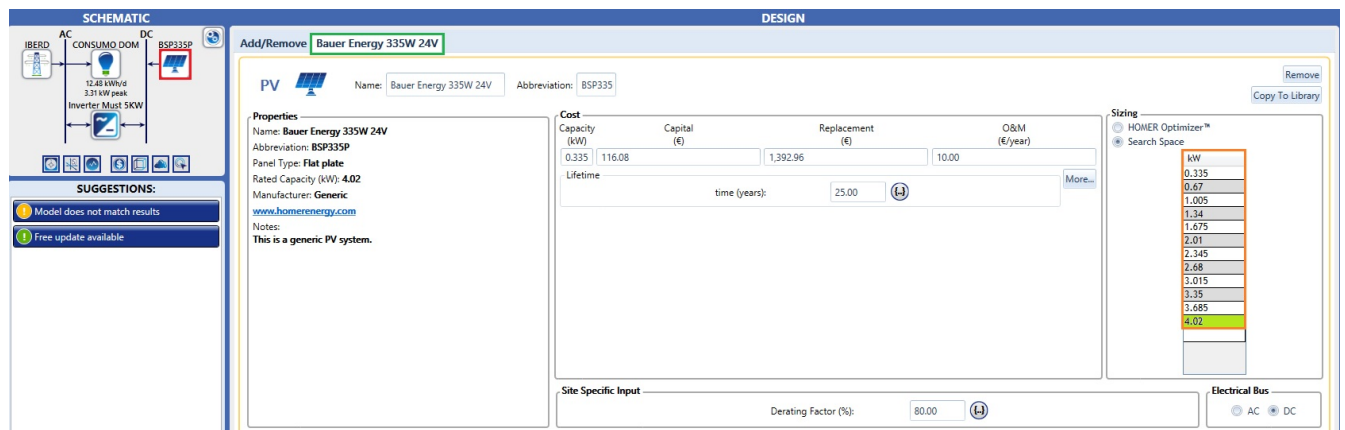 SCHEMATIC
AC DC
IBERD CONSUMO DOM BSP335P
12.48 kWh/d
3.31 kW peak
Inverter Must 5KW
SUGGESTIONS:
Model does not match results
Free update available
DESIGN
Add/Remove Bauer Energy 335W 24V
PV Name: Bauer Energy 335W 24V Abbreviation: BSP335
Remove
Copy To Library
Properties
Name: Bauer Energy 335W 24V
Abbreviation: BSP335P
Panel Type: Flat plate
Rated Capacity (kW): 4.02
Manufacturer: Generic
www.homerenergy.com
Notes:
This is a generic PV system.
Cost
Capacity Capital Replacement O&M
(kW) (€) (€) (€/year)
0.335 116.08 1,392.96 10.00
Lifetime
time (years): 25.00 {..}
More...
Sizing
HOMER Optimizer™
Search Space
kW
0.335
0.67
1.005
1.34
1.675
2.01
2.345
2.68
3.015
3.35
3.685
4.02
Site Specific Input
Derating Factor (%): 80.00 {..}
Electrical Bus
AC DC